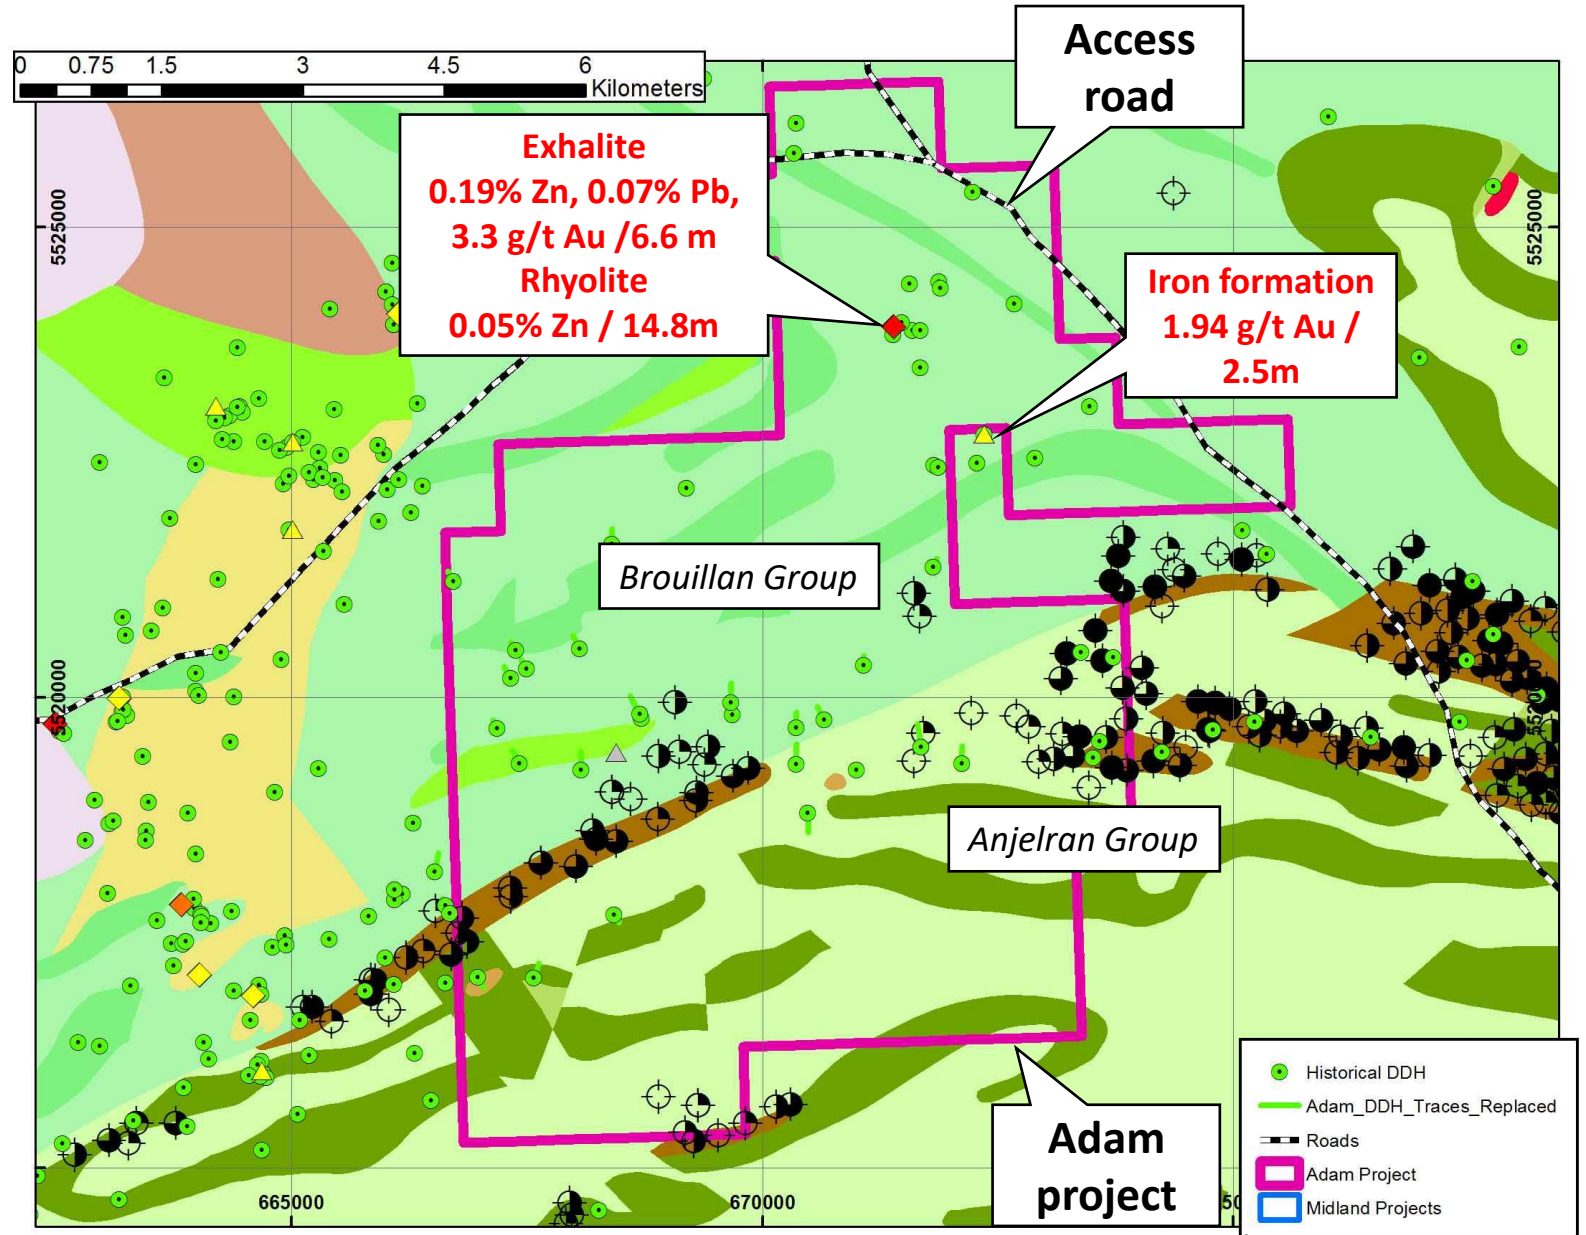 0 0.75 1.5 3 4.5 6
Kilometers
Access
road
Exhalite
0.19% Zn, 0.07% Pb,
3.3 g/t Au /6.6 m
Rhyolite
0.05% Zn / 14.8m
5525000
5525000
Iron formation
1.94 g/t Au /
2.5m
Brouillan Group
5520000
Anjelran Group
Adam
project
665000
670000
Historical DDH
Adam_DDH_Traces_Replaced
Roads
Adam Project
Midland Projects